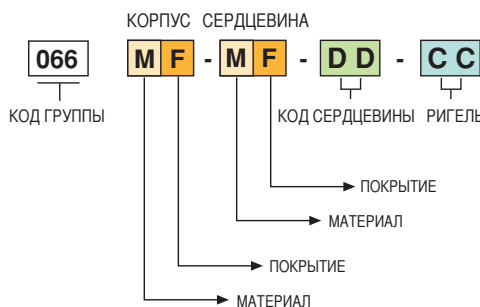 КОРПУС СЕРДЦЕВИНА
066 M F - M F - D D - C C
КОД ГРУППЫ КОД СЕРДЦЕВИНЫ РИГЕЛЬ
ПОКРЫТИЕ
МАТЕРИАЛ
ПОКРЫТИЕ
МАТЕРИАЛ